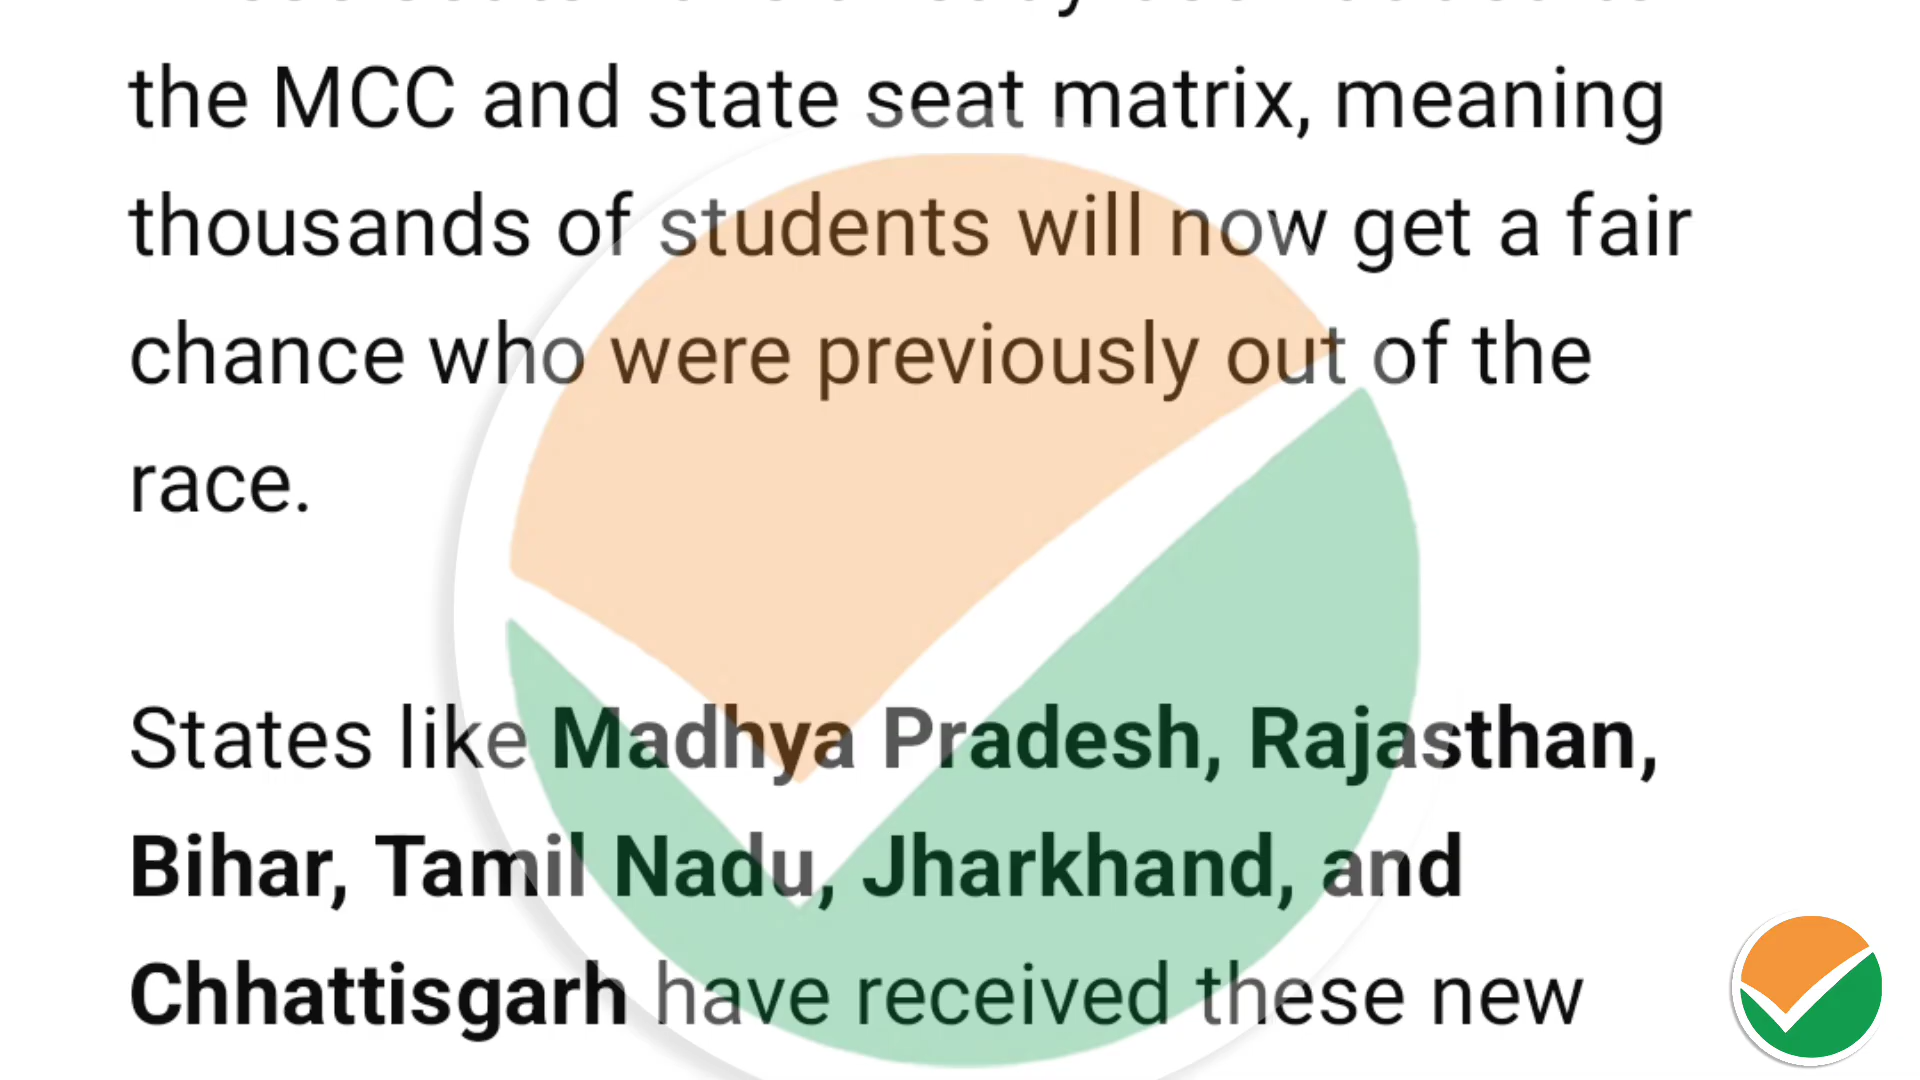 the MCC and state seat matrix, meaning
thousands of students will now get a fair
chance who were previously out of the
race.
States like Madhya Pradesh, Rajasthan,
Bihar, Tamil Nadu, Jharkhand, and
Chhattisgarh have received these new